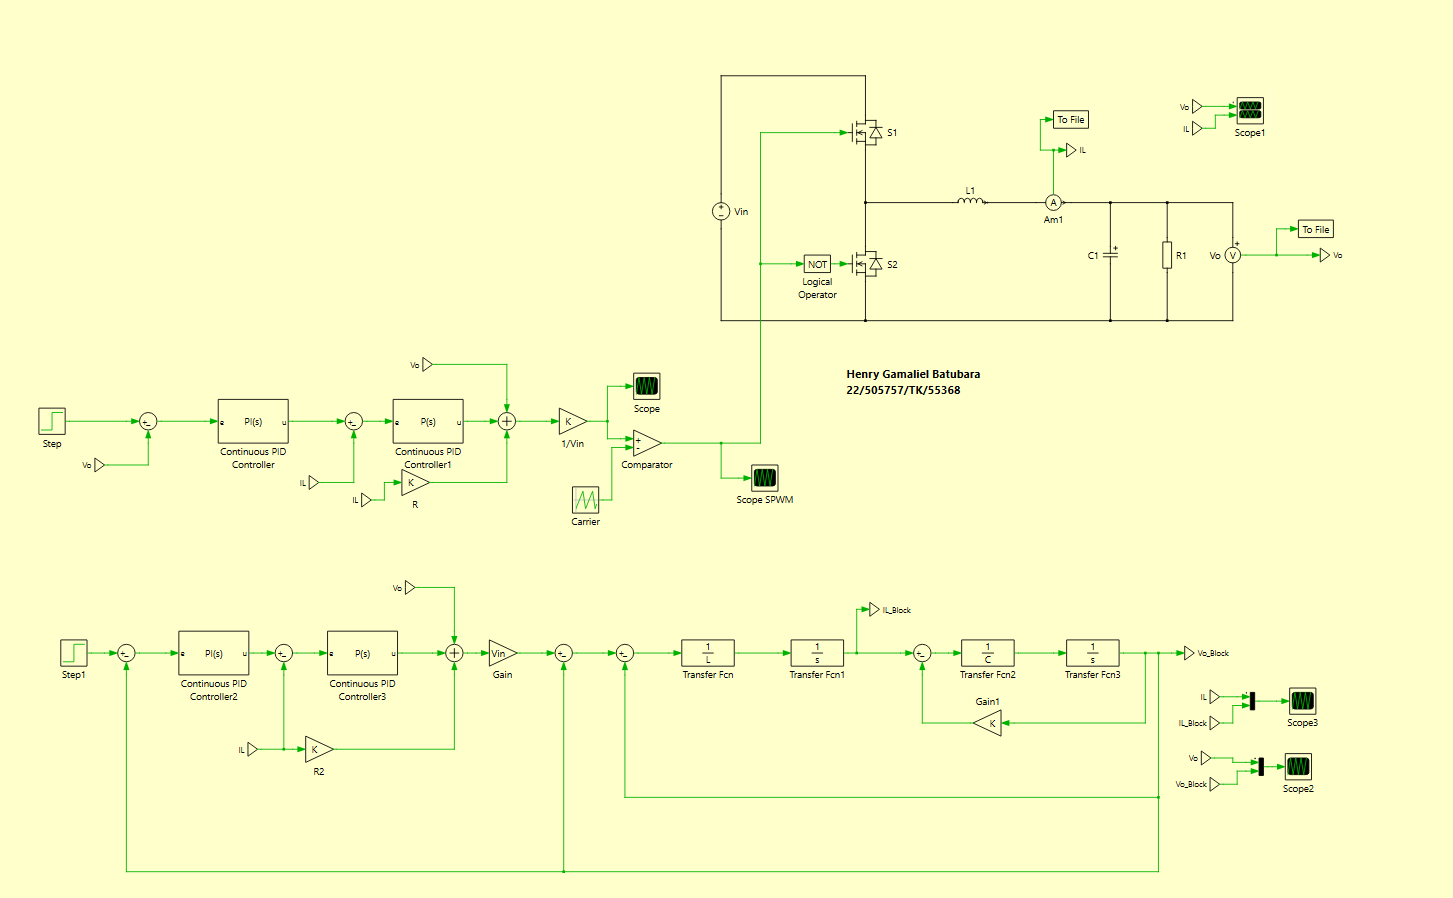 To File
IL
Vo
IL
Scope1
S1
L1
A
Am1
Vin
NOT
Logical
Operator
S2
C1
R1
Vo
V
To File
Vo
Henry Gamaliel Batubara
22/505757/TK/55368
Step
Vo
e
PI(s)
u
Continuous PID
Controller
IL
e
P(s)
u
Continuous PID
Controller1
Vo
IL
K
R
K
1/Vin
Scope
Comparator
Carrier
Scope SPWM
Step1
e
PI(s)
u
Continuous PID
Controller2
IL
K
R2
e
P(s)
u
Continuous PID
Controller3
Vo
Vin
Gain
1
L
Transfer Fcn
1
s
Transfer Fcn1
IL_Block
1
C
Transfer Fcn2
1
s
Transfer Fcn3
Gain1
K
Vo_Block
IL
IL_Block
Scope3
Vo
Vo_Block
Scope2